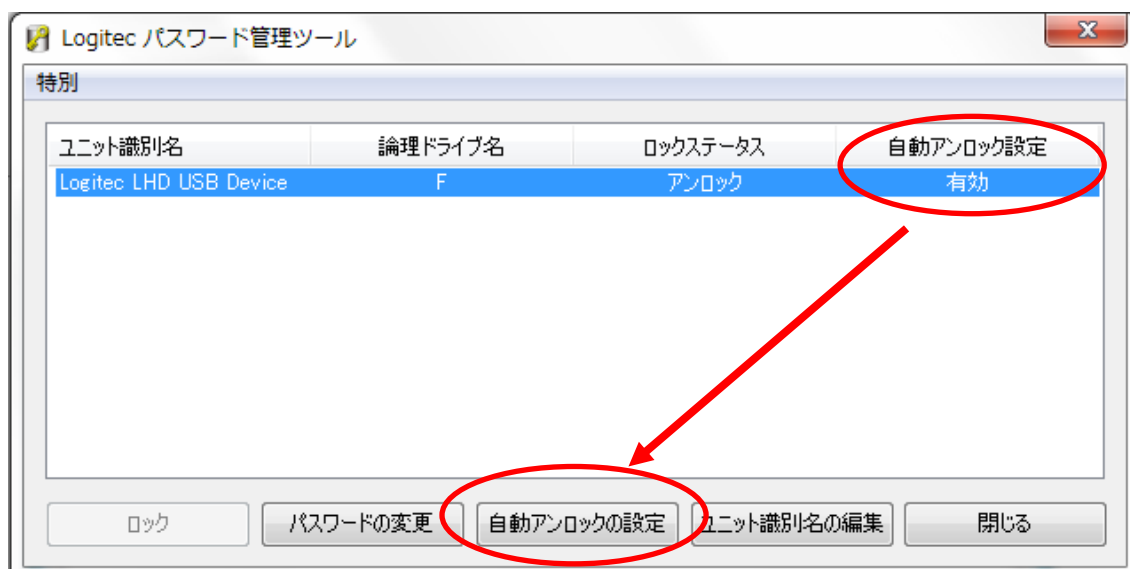 Logitec パスワード管理ツール
特別
ユニット識別名 論理ドライブ名 ロックステータス 自動アンロック設定
Logitec LHD USB Device F アンロック 有効
ロック パスワードの変更 自動アンロックの設定 ユニット識別名の編集 閉じる